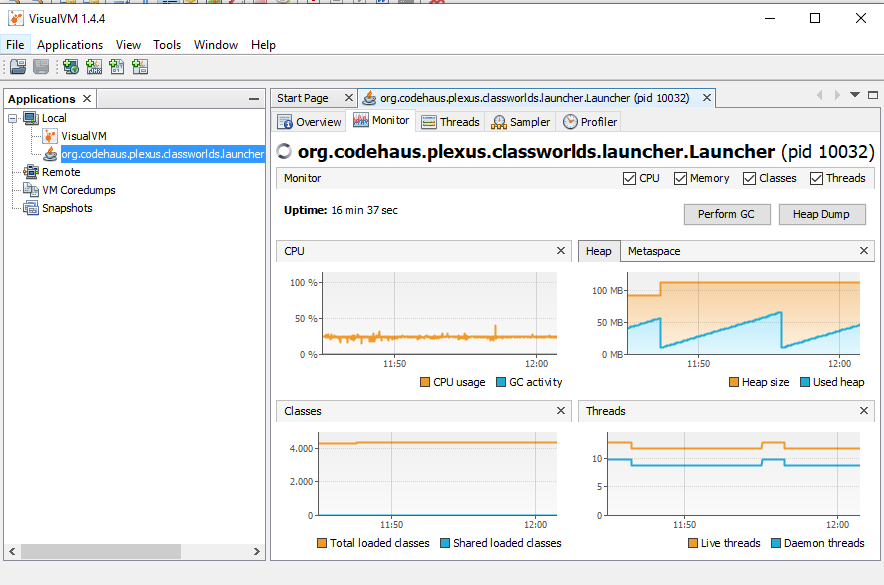 VisualVM 1.4.4
File Applications View Tools Window Help
Applications
Local
VisualVM
org.codehaus.plexus.classworlds.launcher
Remote
VM Coredumps
Snapshots
Start Page org.codehaus.plexus.classworlds.launcher.Launcher (pid 10032)
Overview Monitor Threads Sampler Profiler
org.codehaus.plexus.classworlds.launcher.Launcher (pid 10032)
Monitor CPU Memory Classes Threads
Uptime: 16 min 37 sec Perform GC Heap Dump
CPU
100 %
50 %
0 %
11:50 12:00
CPU usage GC activity
Heap Metaspace
100 MB
50 MB
0 MB
11:50 12:00
Heap size Used heap
Classes
4.000
2.000
0
11:50 12:00
Total loaded classes Shared loaded classes
Threads
10
5
0
11:50 12:00
Live threads Daemon threads